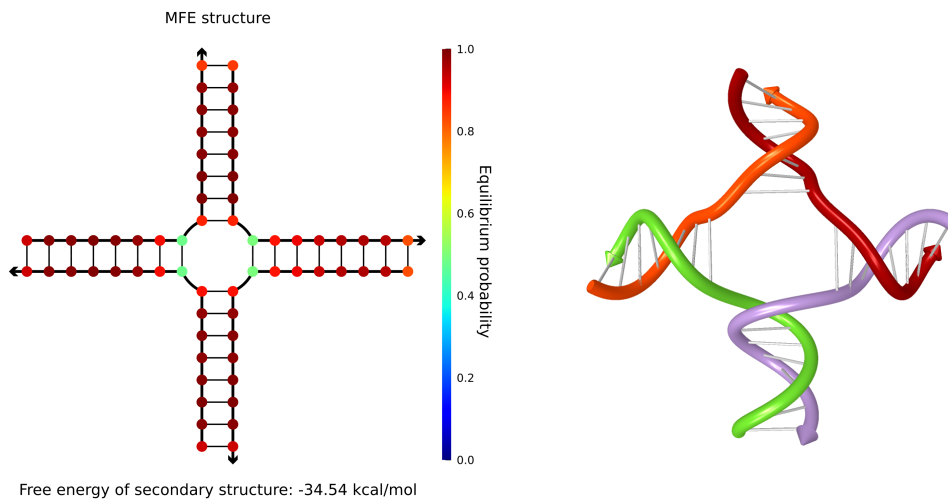 MFE structure
1.0
0.8
0.6
0.4
0.2
0.0
Equilibrium probability
Free energy of secondary structure: -34.54 kcal/mol